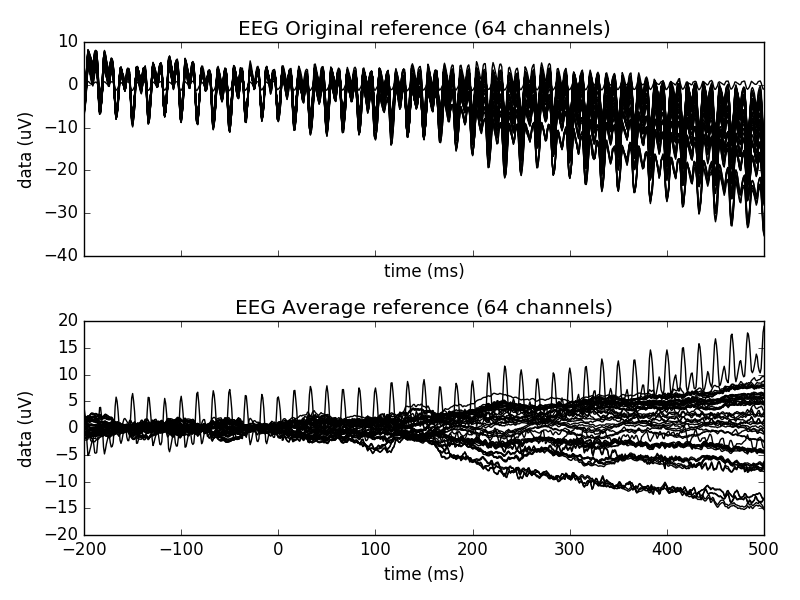 EEG Original reference (64 channels)
10
0
−10
−20
−30
−40
data (uV)
time (ms)
EEG Average reference (64 channels)
20
15
10
5
0
−5
−10
−15
−20
data (uV)
−200 −100 0 100 200 300 400 500
time (ms)